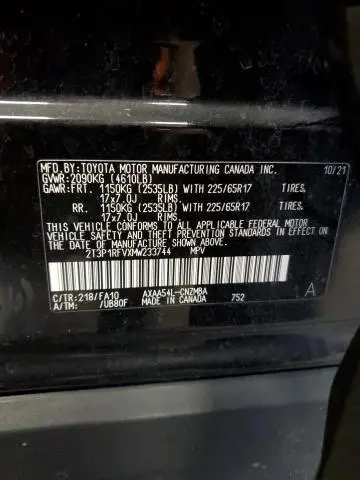 MFD.BY:TOYOTA MOTOR MANUFACTURING CANADA INC. 10/21
GVWR:2090KG (4610LB)
GAWR:FRT. 1150KG (2535LB) WITH 225/65R17 TIRES,
17x7.0J RIMS,
RR. 1150KG (2535LB) WITH 225/65R17 TIRES,
17x7.0J RIMS,
THIS VEHICLE CONFORMS TO ALL APPLICABLE FEDERAL MOTOR
VEHICLE SAFETY AND THEFT PREVENTION STANDARDS IN EFFECT ON
THE DATE OF MANUFACTURE SHOWN ABOVE.
2T3P1RFVXMW233744 MPV
C/TR:218/FA10 AXAA54L-CNZMBA A
A/TM: /UB80F MADE IN CANADA 752